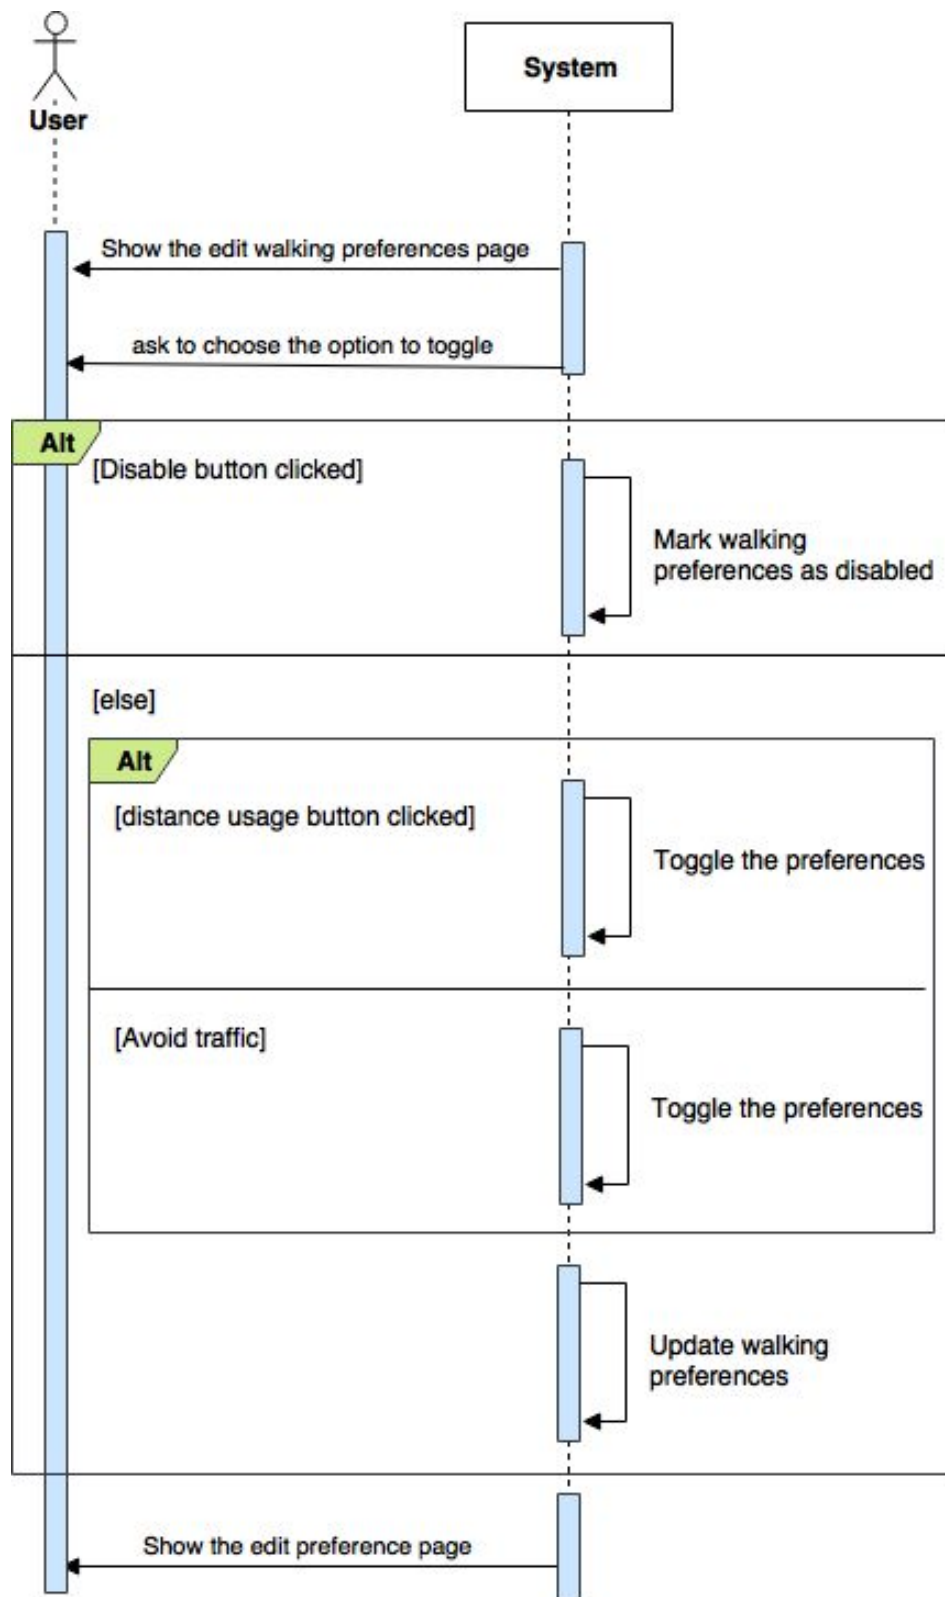 User
System
Show the edit walking preferences page
ask to choose the option to toggle
Alt
[Disable button clicked]
Mark walking
preferences as disabled
[else]
Alt
[distance usage button clicked]
Toggle the preferences
[Avoid traffic]
Toggle the preferences
Update walking
preferences
Show the edit preference page